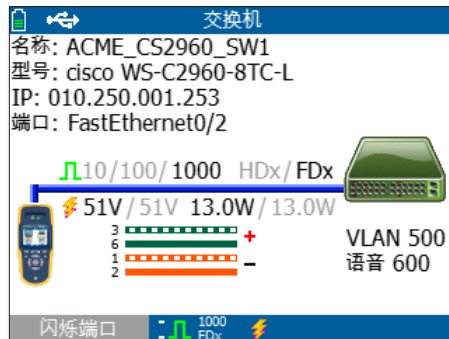 交换机
名称: ACME_CS2960_SW1
型号: cisco WS-C2960-8TC-L
IP: 010.250.001.253
端口: FastEthernet0/2
10/100/1000 HDx/FDx
51V/51V 13.0W/13.0W
3
6
+
1
2
–
VLAN 500
语音 600
闪烁端口
1000
FDx